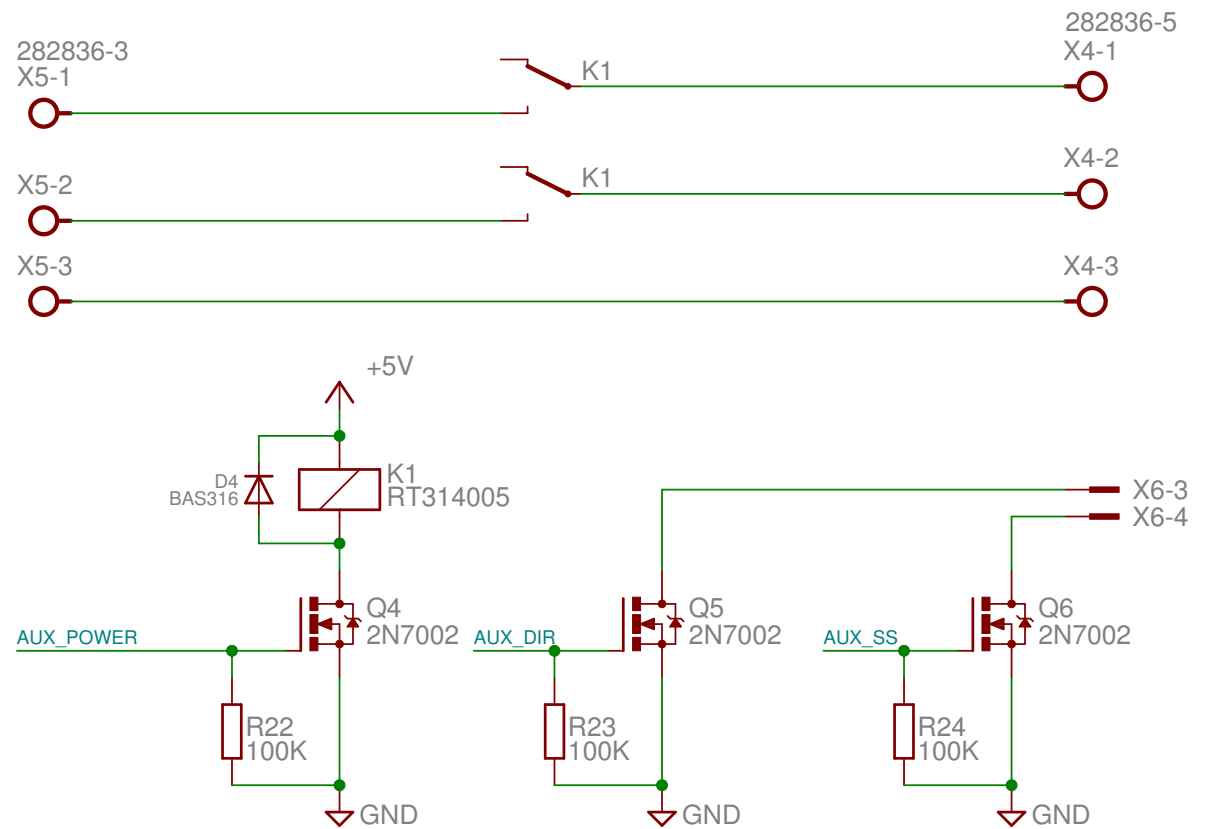 282836-3
X5-1
K1
282836-5
X4-1
X5-2
K1
X4-2
X5-3
X4-3
+5V
D4
BAS316
K1
RT314005
X6-3
X6-4
AUX_POWER
Q4
2N7002
AUX_DIR
Q5
2N7002
AUX_SS
Q6
2N7002
R22
100K
R23
100K
R24
100K
GND
GND
GND